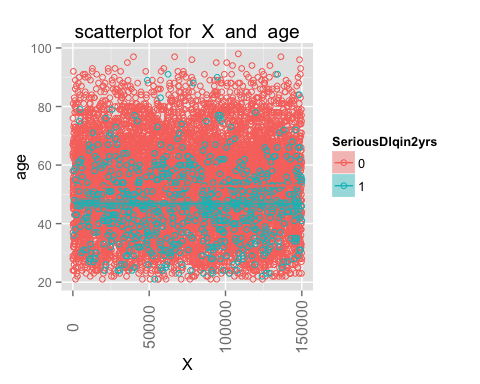 scatterplot for X and age
100
80
60
40
20
age
0
50000
100000
150000
X
SeriousDlqin2yrs
0
1